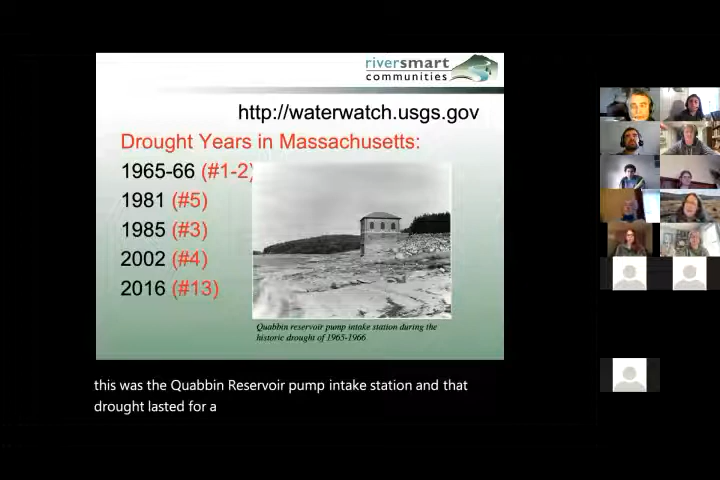 riversmart
communities
http://waterwatch.usgs.gov
Drought Years in Massachusetts:
1965-66 (#1-2)
1981 (#5)
1985 (#3)
2002 (#4)
2016 (#13)
Quabbin reservoir pump intake station during the
historic drought of 1965-1966
this was the Quabbin Reservoir pump intake station and that
drought lasted for a